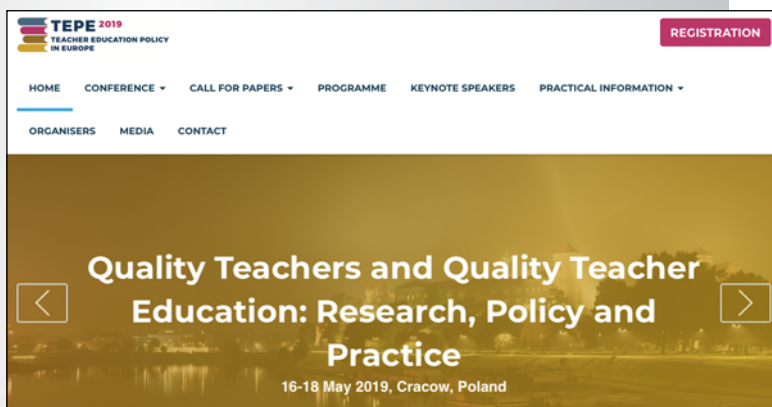 TEPE 2019
TEACHER EDUCATION POLICY
IN EUROPE
REGISTRATION
HOME CONFERENCE CALL FOR PAPERS PROGRAMME KEYNOTE SPEAKERS PRACTICAL INFORMATION
ORGANISERS MEDIA CONTACT
Quality Teachers and Quality Teacher
Education: Research, Policy and
Practice
16-18 May 2019, Cracow, Poland